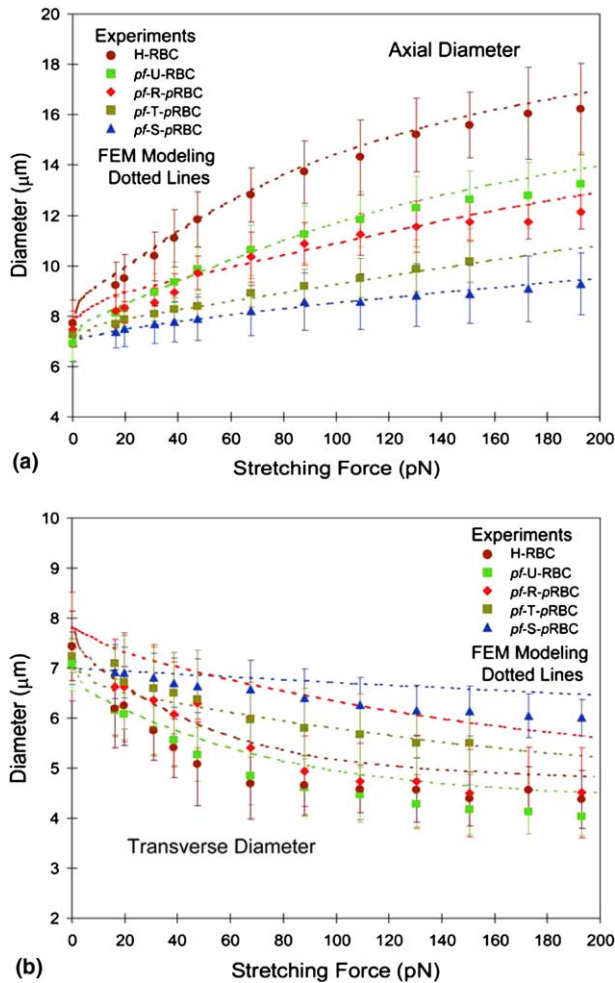 Experiments
H-RBC
pf-U-RBC
pf-R-pRBC
pf-T-pRBC
pf-S-pRBC
FEM Modeling
Dotted Lines
Axial Diameter
Diameter (μm)
20
18
16
14
12
10
8
6
4
0 20 40 60 80 100 120 140 160 180 200
Stretching Force (pN)
(a)
Experiments
H-RBC
pf-U-RBC
pf-R-pRBC
pf-T-pRBC
pf-S-pRBC
FEM Modeling
Dotted Lines
Transverse Diameter
Diameter (μm)
10
9
8
7
6
5
4
3
2
0 20 40 60 80 100 120 140 160 180 200
Stretching Force (pN)
(b)